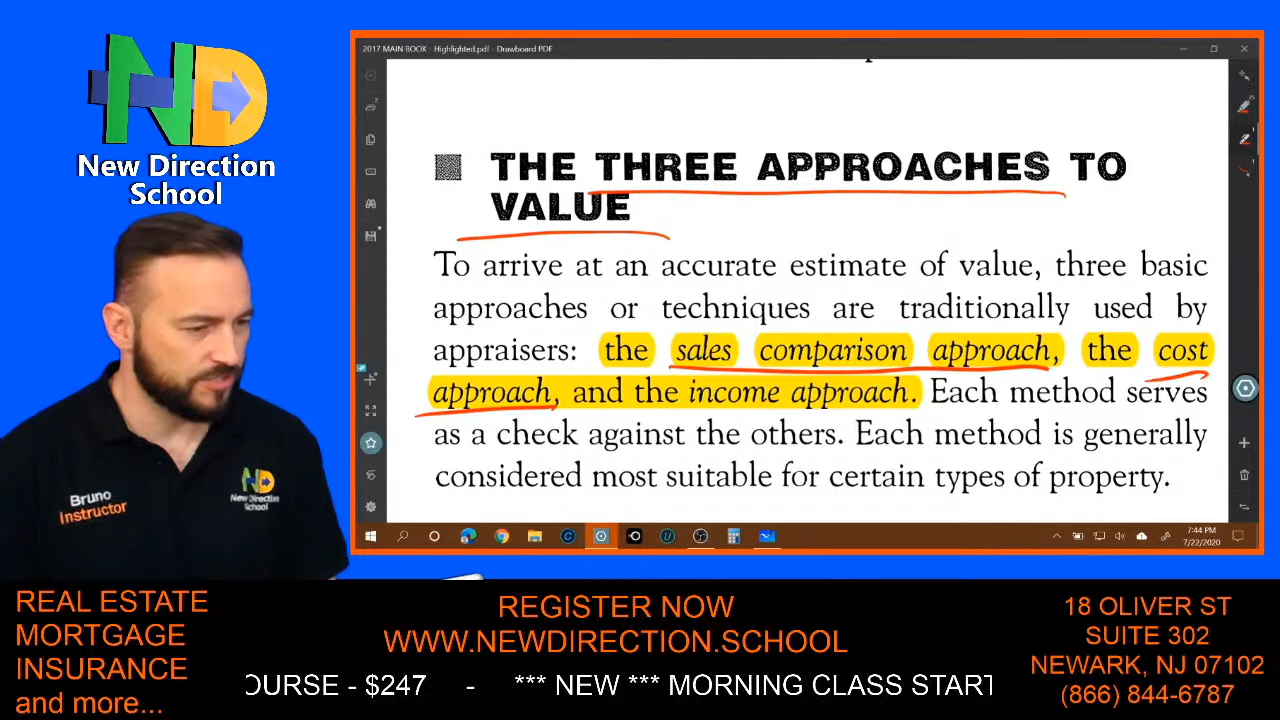 ND
New Direction
School
Bruno
Instructor
ND
New Direction
School
2017 MAIN BOOK - Highlighted.pdf - Drawboard PDF
THE THREE APPROACHES TO
VALUE
To arrive at an accurate estimate of value, three basic
approaches or techniques are traditionally used by
appraisers: the sales comparison approach, the cost
approach, and the income approach. Each method serves
as a check against the others. Each method is generally
considered most suitable for certain types of property.
7:44 PM
7/22/2020
REAL ESTATE
MORTGAGE
INSURANCE
and more...
REGISTER NOW
WWW.NEWDIRECTION.SCHOOL
OURSE - $247 - *** NEW *** MORNING CLASS START
18 OLIVER ST
SUITE 302
NEWARK, NJ 07102
(866) 844-6787